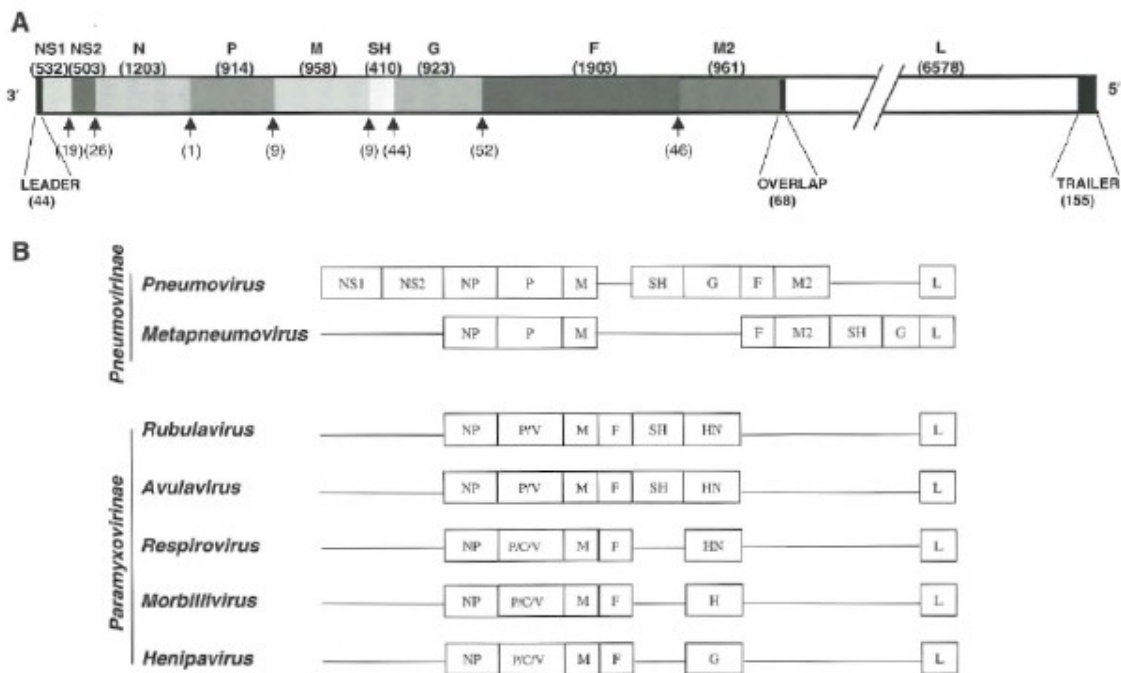 A
NS1 NS2 N P M SH G F M2 L
(532) (503) (1203) (914) (958) (410) (923) (1903) (961) (6578)
3' 5'
(19) (26) (1) (9) (9) (44) (52) (46)
LEADER OVERLAP TRAILER
(44) (68) (155)
B
Pneumovirinae
Pneumovirus NS1 NS2 NP P M SH G F M2 L
Metapneumovirus NP P M F M2 SH G L
Paramyxovirinae
Rubulavirus NP P/V M F SH HN L
Avulavirus NP P/V M F SH HN L
Respirovirus NP P/C/V M F HN L
Morbillivirus NP P/C/V M F H L
Henipavirus NP P/C/V M F G L